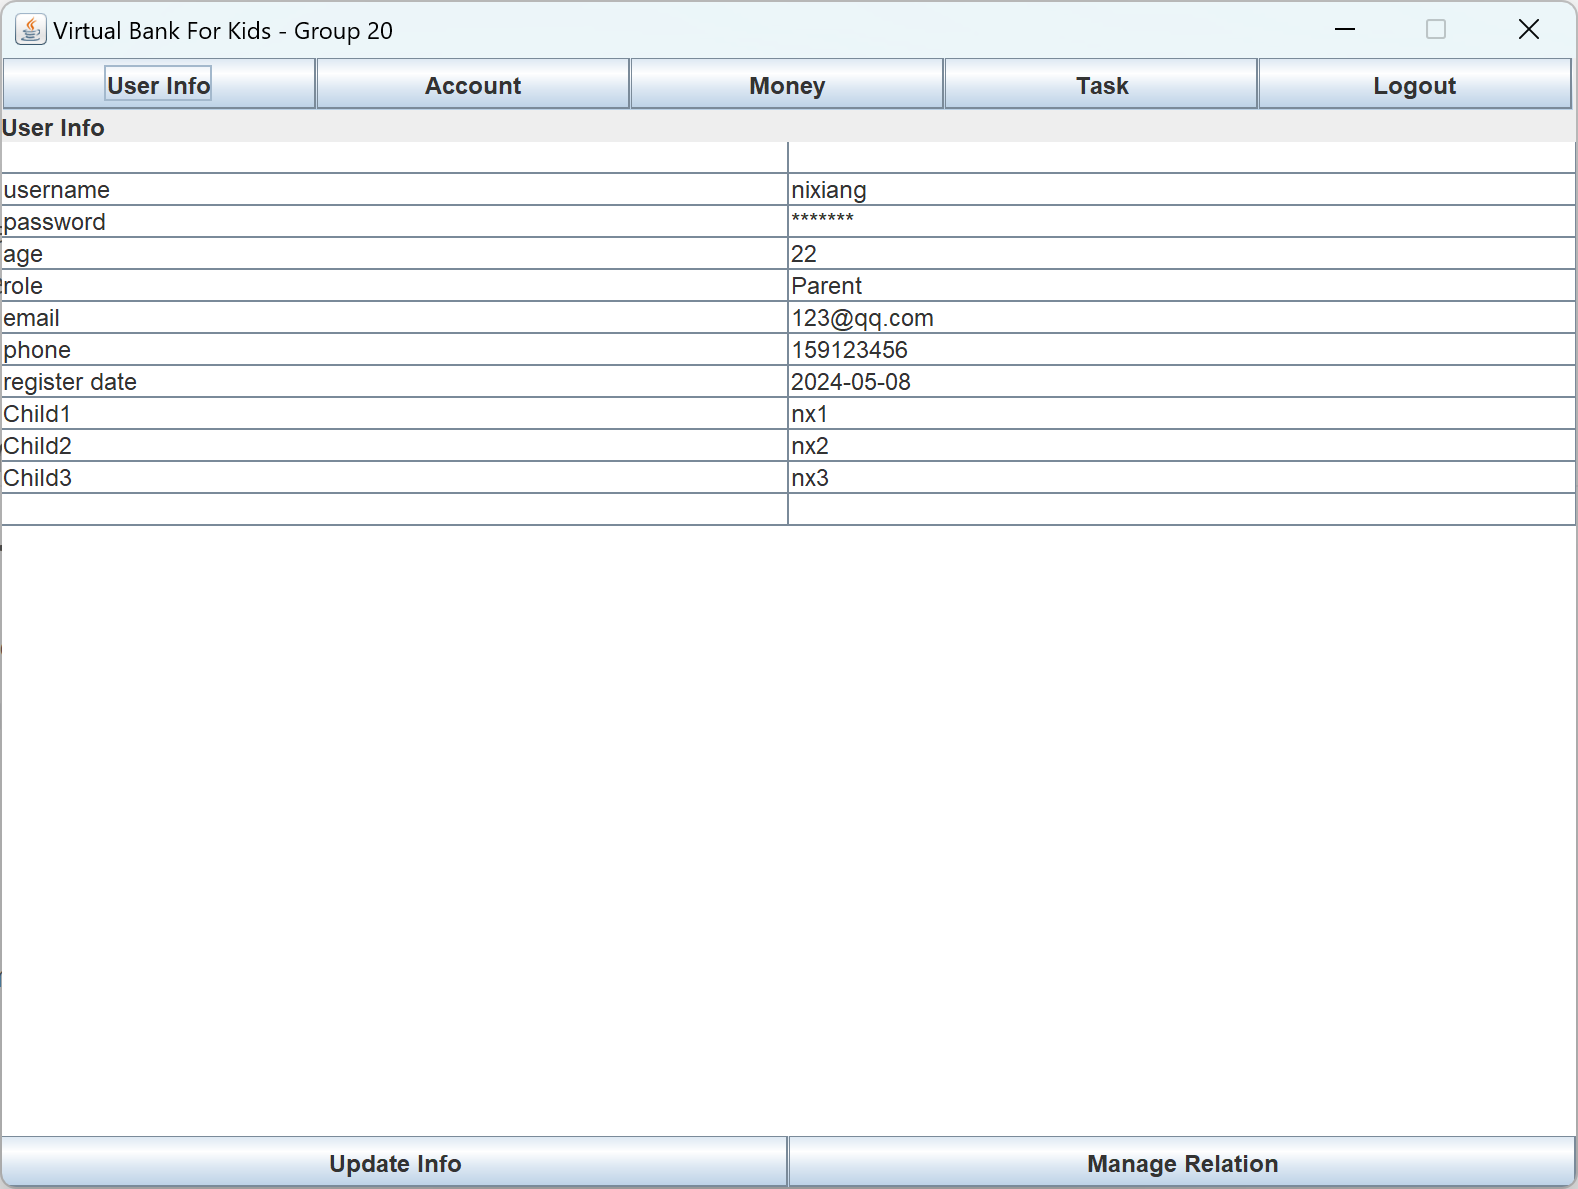 Virtual Bank For Kids - Group 20
User Info Account Money Task Logout
User Info
username nixiang
password *******
age 22
role Parent
email 123@qq.com
phone 159123456
register date 2024-05-08
Child1 nx1
Child2 nx2
Child3 nx3
Update Info Manage Relation